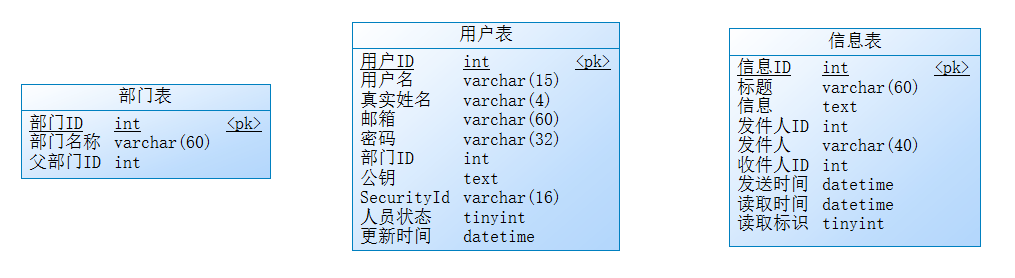 部门表
部门ID int <pk>
部门名称 varchar(60)
父部门ID int
用户表
用户ID int <pk>
用户名 varchar(15)
真实姓名 varchar(4)
邮箱 varchar(60)
密码 varchar(32)
部门ID int
公钥 text
SecurityId varchar(16)
人员状态 tinyint
更新时间 datetime
信息表
信息ID int <pk>
标题 varchar(60)
信息 text
发件人ID int
发件人 varchar(40)
收件人ID int
发送时间 datetime
读取时间 datetime
读取标识 tinyint